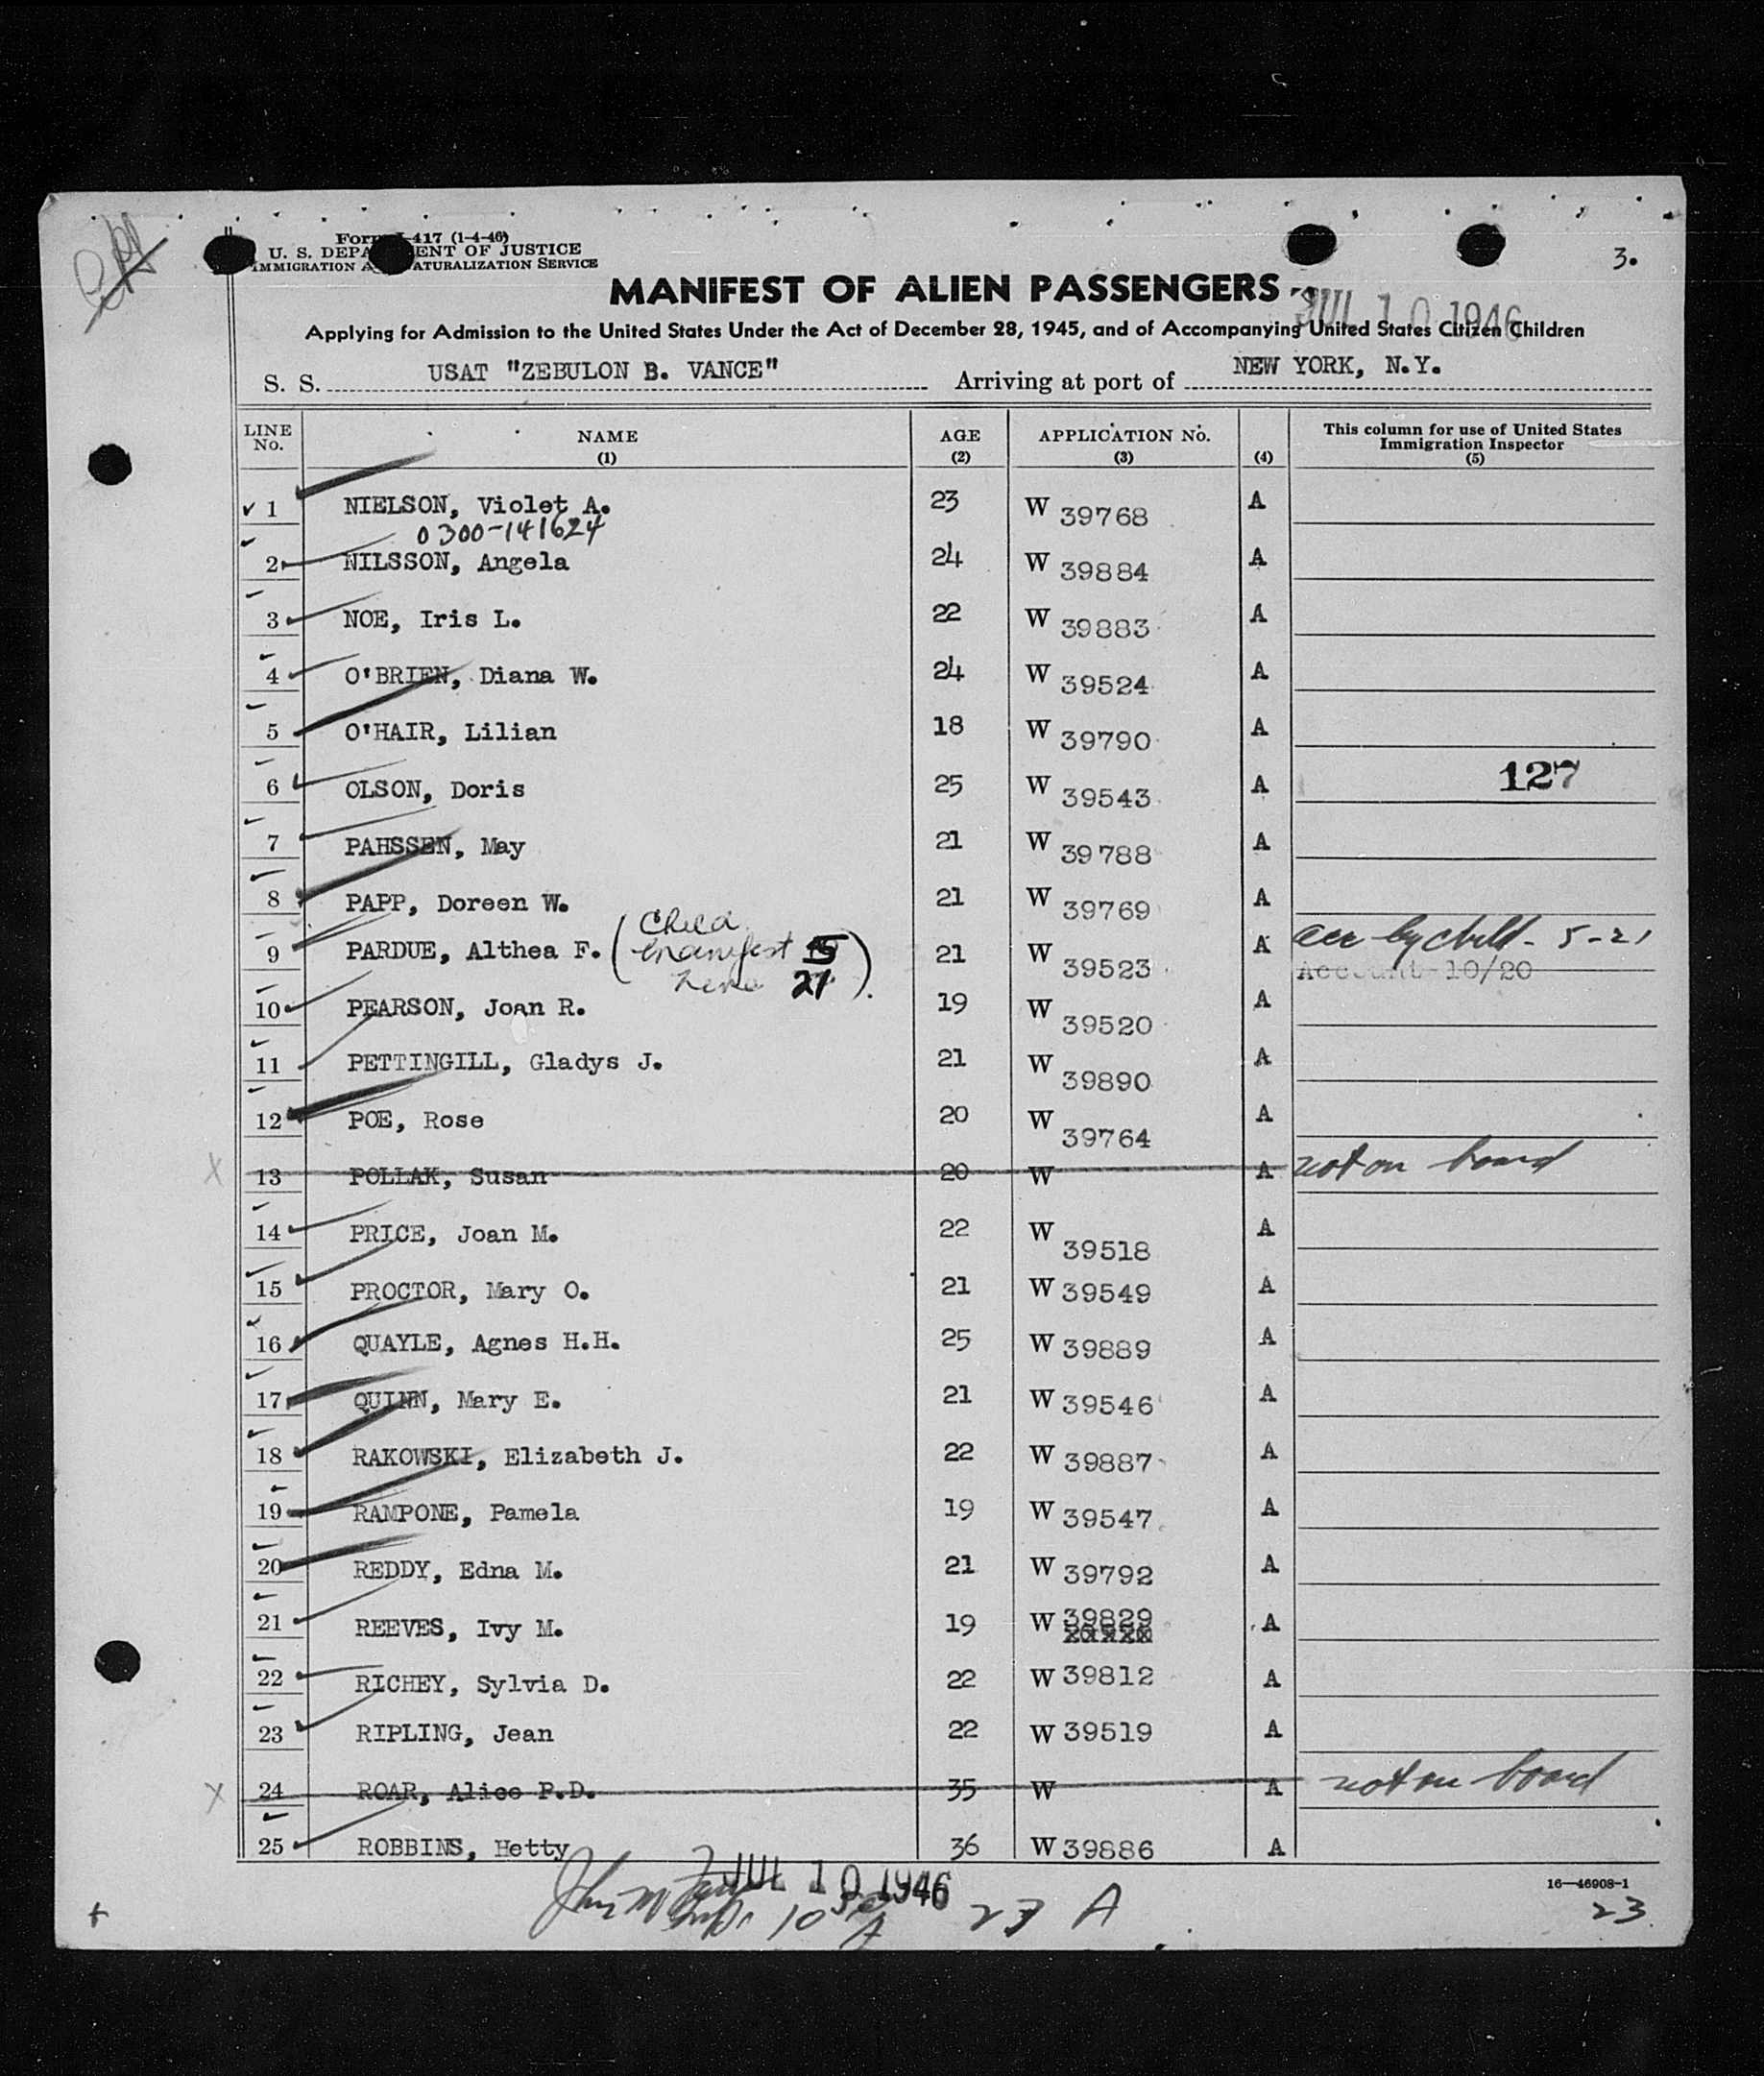 3.
Form I-417 (1-4-46)
U. S. DEPARTMENT OF JUSTICE
IMMIGRATION AND NATURALIZATION SERVICE
MANIFEST OF ALIEN PASSENGERS
JUL 10 1946
Applying for Admission to the United States Under the Act of December 28, 1945, and of Accompanying United States Citizen Children
S. S. USAT "ZEBULON B. VANCE" Arriving at port of NEW YORK, N.Y.
LINE No. NAME (1) AGE (2) APPLICATION No. (3) (4) This column for use of United States Immigration Inspector (5)
1 NIELSON, Violet A. 23 W 39768 A
0300-141624
2 NILSSON, Angela 24 W 39884 A
3 NOE, Iris L. 22 W 39883 A
4 O'BRIEN, Diana W. 24 W 39524 A
5 O'HAIR, Lilian 18 W 39790 A
6 OLSON, Doris 25 W 39543 A 127
7 PAHSSEN, May 21 W 39788 A
8 PAPP, Doreen W. 21 W 39769 A
9 PARDUE, Althea F. (Child manifest 5 21) 21 W 39523 A acc by child - 5-21
Account 10/20
10 PEARSON, Joan R. 19 W 39520 A
11 PETTINGILL, Gladys J. 21 W 39890 A
12 POE, Rose 20 W 39764 A
X 13 POLLAK, Susan 20 W A not on board
14 PRICE, Joan M. 22 W 39518 A
15 PROCTOR, Mary O. 21 W 39549 A
16 QUAYLE, Agnes H.H. 25 W 39889 A
17 QUINN, Mary E. 21 W 39546 A
18 RAKOWSKI, Elizabeth J. 22 W 39887 A
19 RAMPONE, Pamela 19 W 39547 A
20 REDDY, Edna M. 21 W 39792 A
21 REEVES, Ivy M. 19 W 39829 A
22 RICHEY, Sylvia D. 22 W 39812 A
23 RIPLING, Jean 22 W 39519 A
X 24 ROAR, Alice P.D. 35 W A not on board
25 ROBBINS, Hetty 36 W 39886 A
JUL 10 1946
23 A
16—46908-1
23